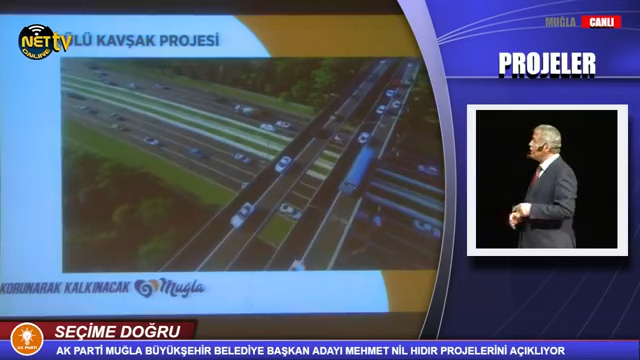 NET tv
ONLINE
ÜLÜ KAVŞAK PROJESİ
MUĞLA CANLI
PROJELER
KORUNARAK KALKINACAK Muğla
AK PARTİ
SEÇİME DOĞRU
AK PARTİ MUĞLA BÜYÜKŞEHİR BELEDİYE BAŞKAN ADAYI MEHMET NİL HIDIR PROJELERİNİ AÇIKLIYOR